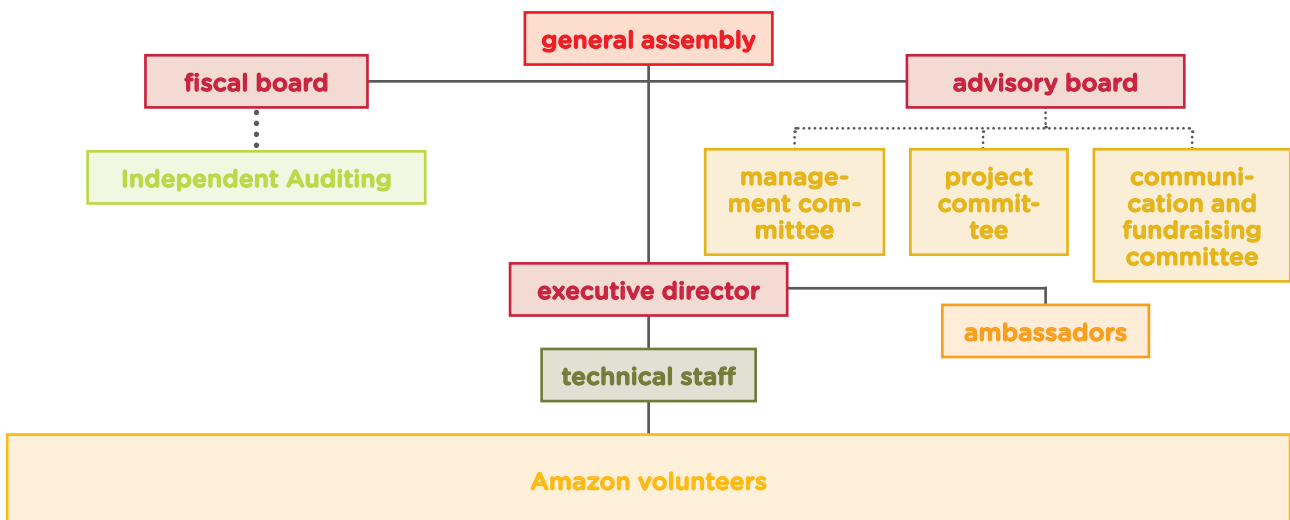 general assembly
fiscal board
advisory board
Independent Auditing
manage-
ment com-
mittee
project
commit-
tee
communi-
cation and
fundraising
committee
executive director
ambassadors
technical staff
Amazon volunteers